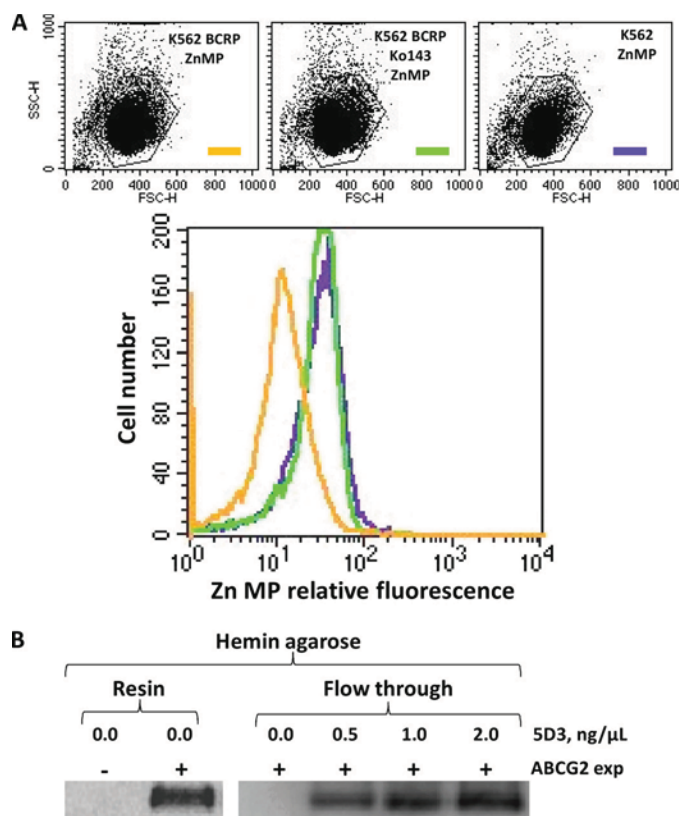 A
K562 BCRP
ZnMP
K562 BCRP
Ko143
ZnMP
K562
ZnMP
SSC-H
1000
0
0 200 400 600 800 1000
FSC-H
0 200 400 600 800 1000
FSC-H
0 200 400 600 800 1000
FSC-H
Cell number
200
160
120
80
40
0
10⁰ 10¹ 10² 10³ 10⁴
Zn MP relative fluorescence
B
Hemin agarose
Resin Flow through
0.0 0.0 0.0 0.5 1.0 2.0 5D3, ng/µL
- + + + + + ABCG2 exp